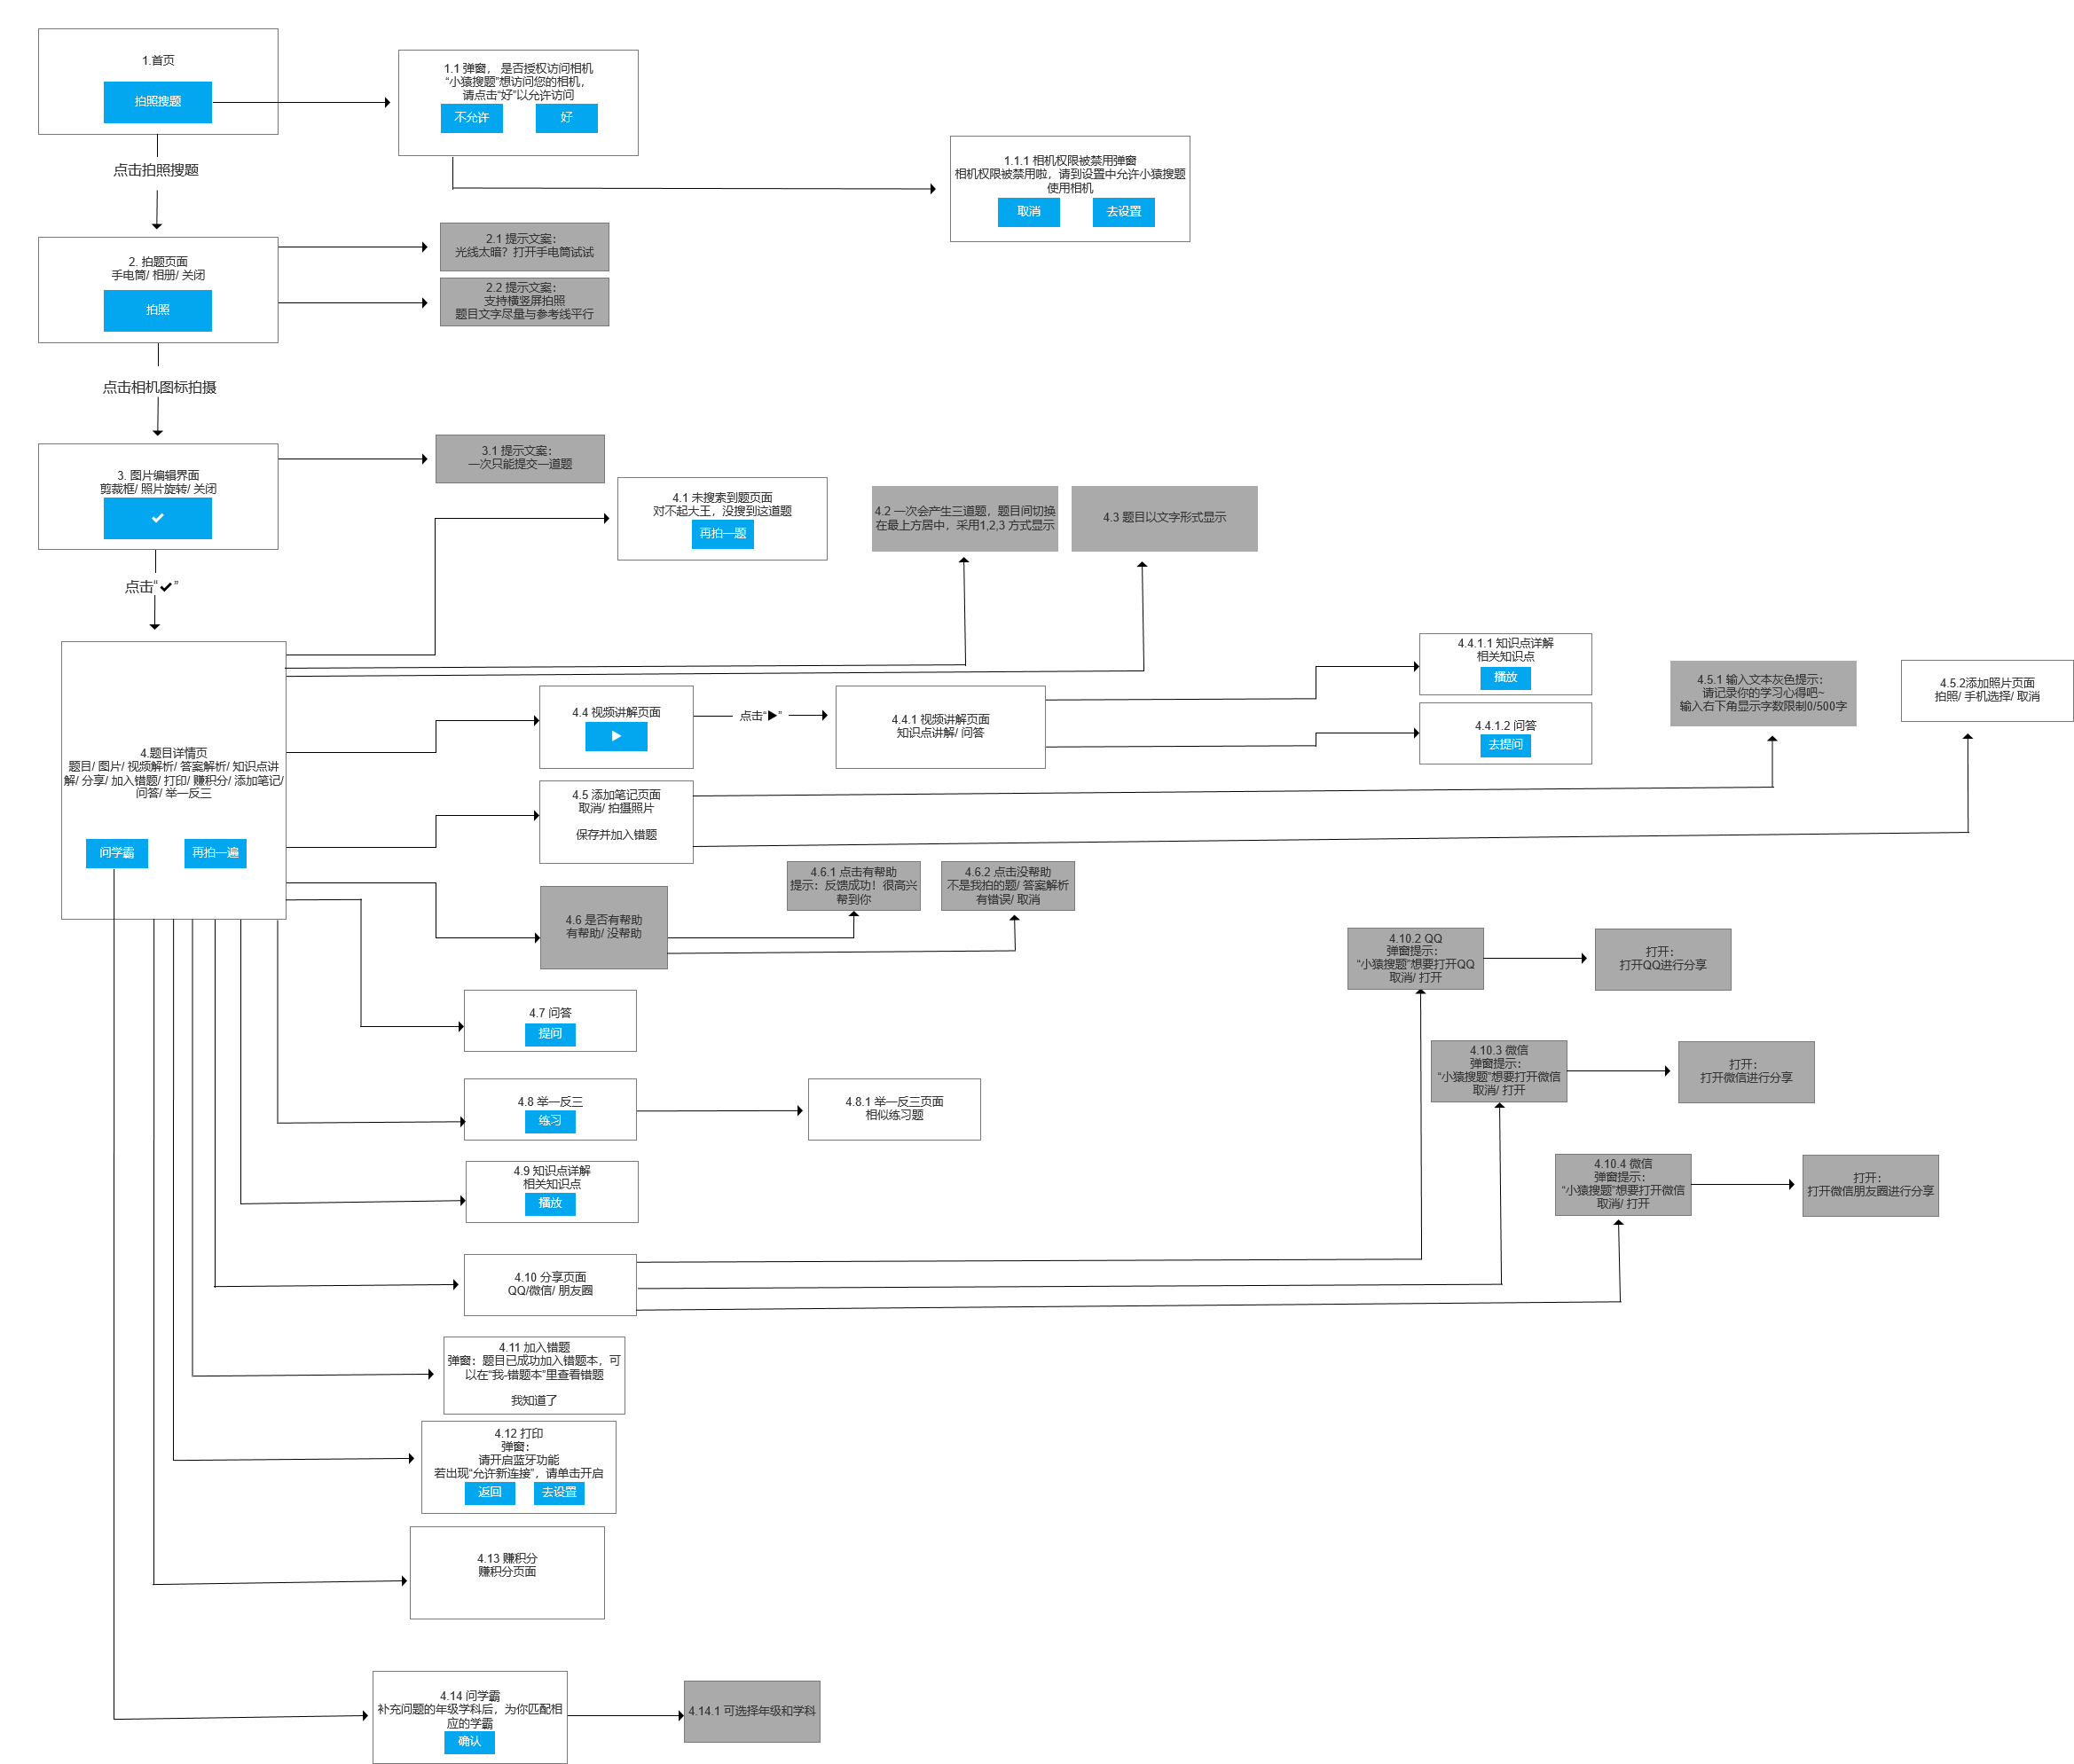 1.首页
拍照搜题
1.1 弹窗， 是否授权访问相机
“小猿搜题”想访问您的相机，
请点击“好”以允许访问
不允许
好
1.1.1 相机权限被禁用弹窗
相机权限被禁用啦，请到设置中允许小猿搜题
使用相机
取消
去设置
点击拍照搜题
2. 拍题页面
手电筒/ 相册/ 关闭
拍照
2.1 提示文案：
光线太暗？打开手电筒试试
2.2 提示文案：
支持横竖屏拍照
题目文字尽量与参考线平行
点击相机图标拍摄
3. 图片编辑界面
剪裁框/ 照片旋转/ 关闭
✔
3.1 提示文案：
一次只能提交一道题
点击“✔”
4.1 未搜索到题页面
对不起大王，没搜到这道题
再拍一题
4.2 一次会产生三道题，题目间切换
在最上方居中，采用1,2,3 方式显示
4.3 题目以文字形式显示
4.题目详情页
题目/ 图片/ 视频解析/ 答案解析/ 知识点讲
解/ 分享/ 加入错题/ 打印/ 赚积分/ 添加笔记/
问答/ 举一反三
问学霸
再拍一遍
4.4 视频讲解页面
▶
点击“▶”
4.4.1 视频讲解页面
知识点讲解/ 问答
4.4.1.1 知识点详解
相关知识点
播放
4.4.1.2 问答
去提问
4.5 添加笔记页面
取消/ 拍摄照片
保存并加入错题
4.5.1 输入文本灰色提示：
请记录你的学习心得吧~
输入右下角显示字数限制0/500字
4.5.2添加照片页面
拍照/ 手机选择/ 取消
4.6 是否有帮助
有帮助/ 没帮助
4.6.1 点击有帮助
提示：反馈成功！很高兴
帮到你
4.6.2 点击没帮助
不是我拍的题/ 答案解析
有错误/ 取消
4.7 问答
提问
4.8 举一反三
练习
4.8.1 举一反三页面
相似练习题
4.9 知识点详解
相关知识点
播放
4.10 分享页面
QQ/微信/ 朋友圈
4.10.2 QQ
弹窗提示：
“小猿搜题”想要打开QQ
取消/ 打开
打开：
打开QQ进行分享
4.10.3 微信
弹窗提示：
“小猿搜题”想要打开微信
取消/ 打开
打开：
打开微信进行分享
4.10.4 微信
弹窗提示：
“小猿搜题”想要打开微信
取消/ 打开
打开：
打开微信朋友圈进行分享
4.11 加入错题
弹窗：题目已成功加入错题本，可
以在“我-错题本”里查看错题
我知道了
4.12 打印
弹窗：
请开启蓝牙功能
若出现“允许新连接”，请单击开启
返回
去设置
4.13 赚积分
赚积分页面
4.14 问学霸
补充问题的年级学科后，为你匹配相
应的学霸
确认
4.14.1 可选择年级和学科